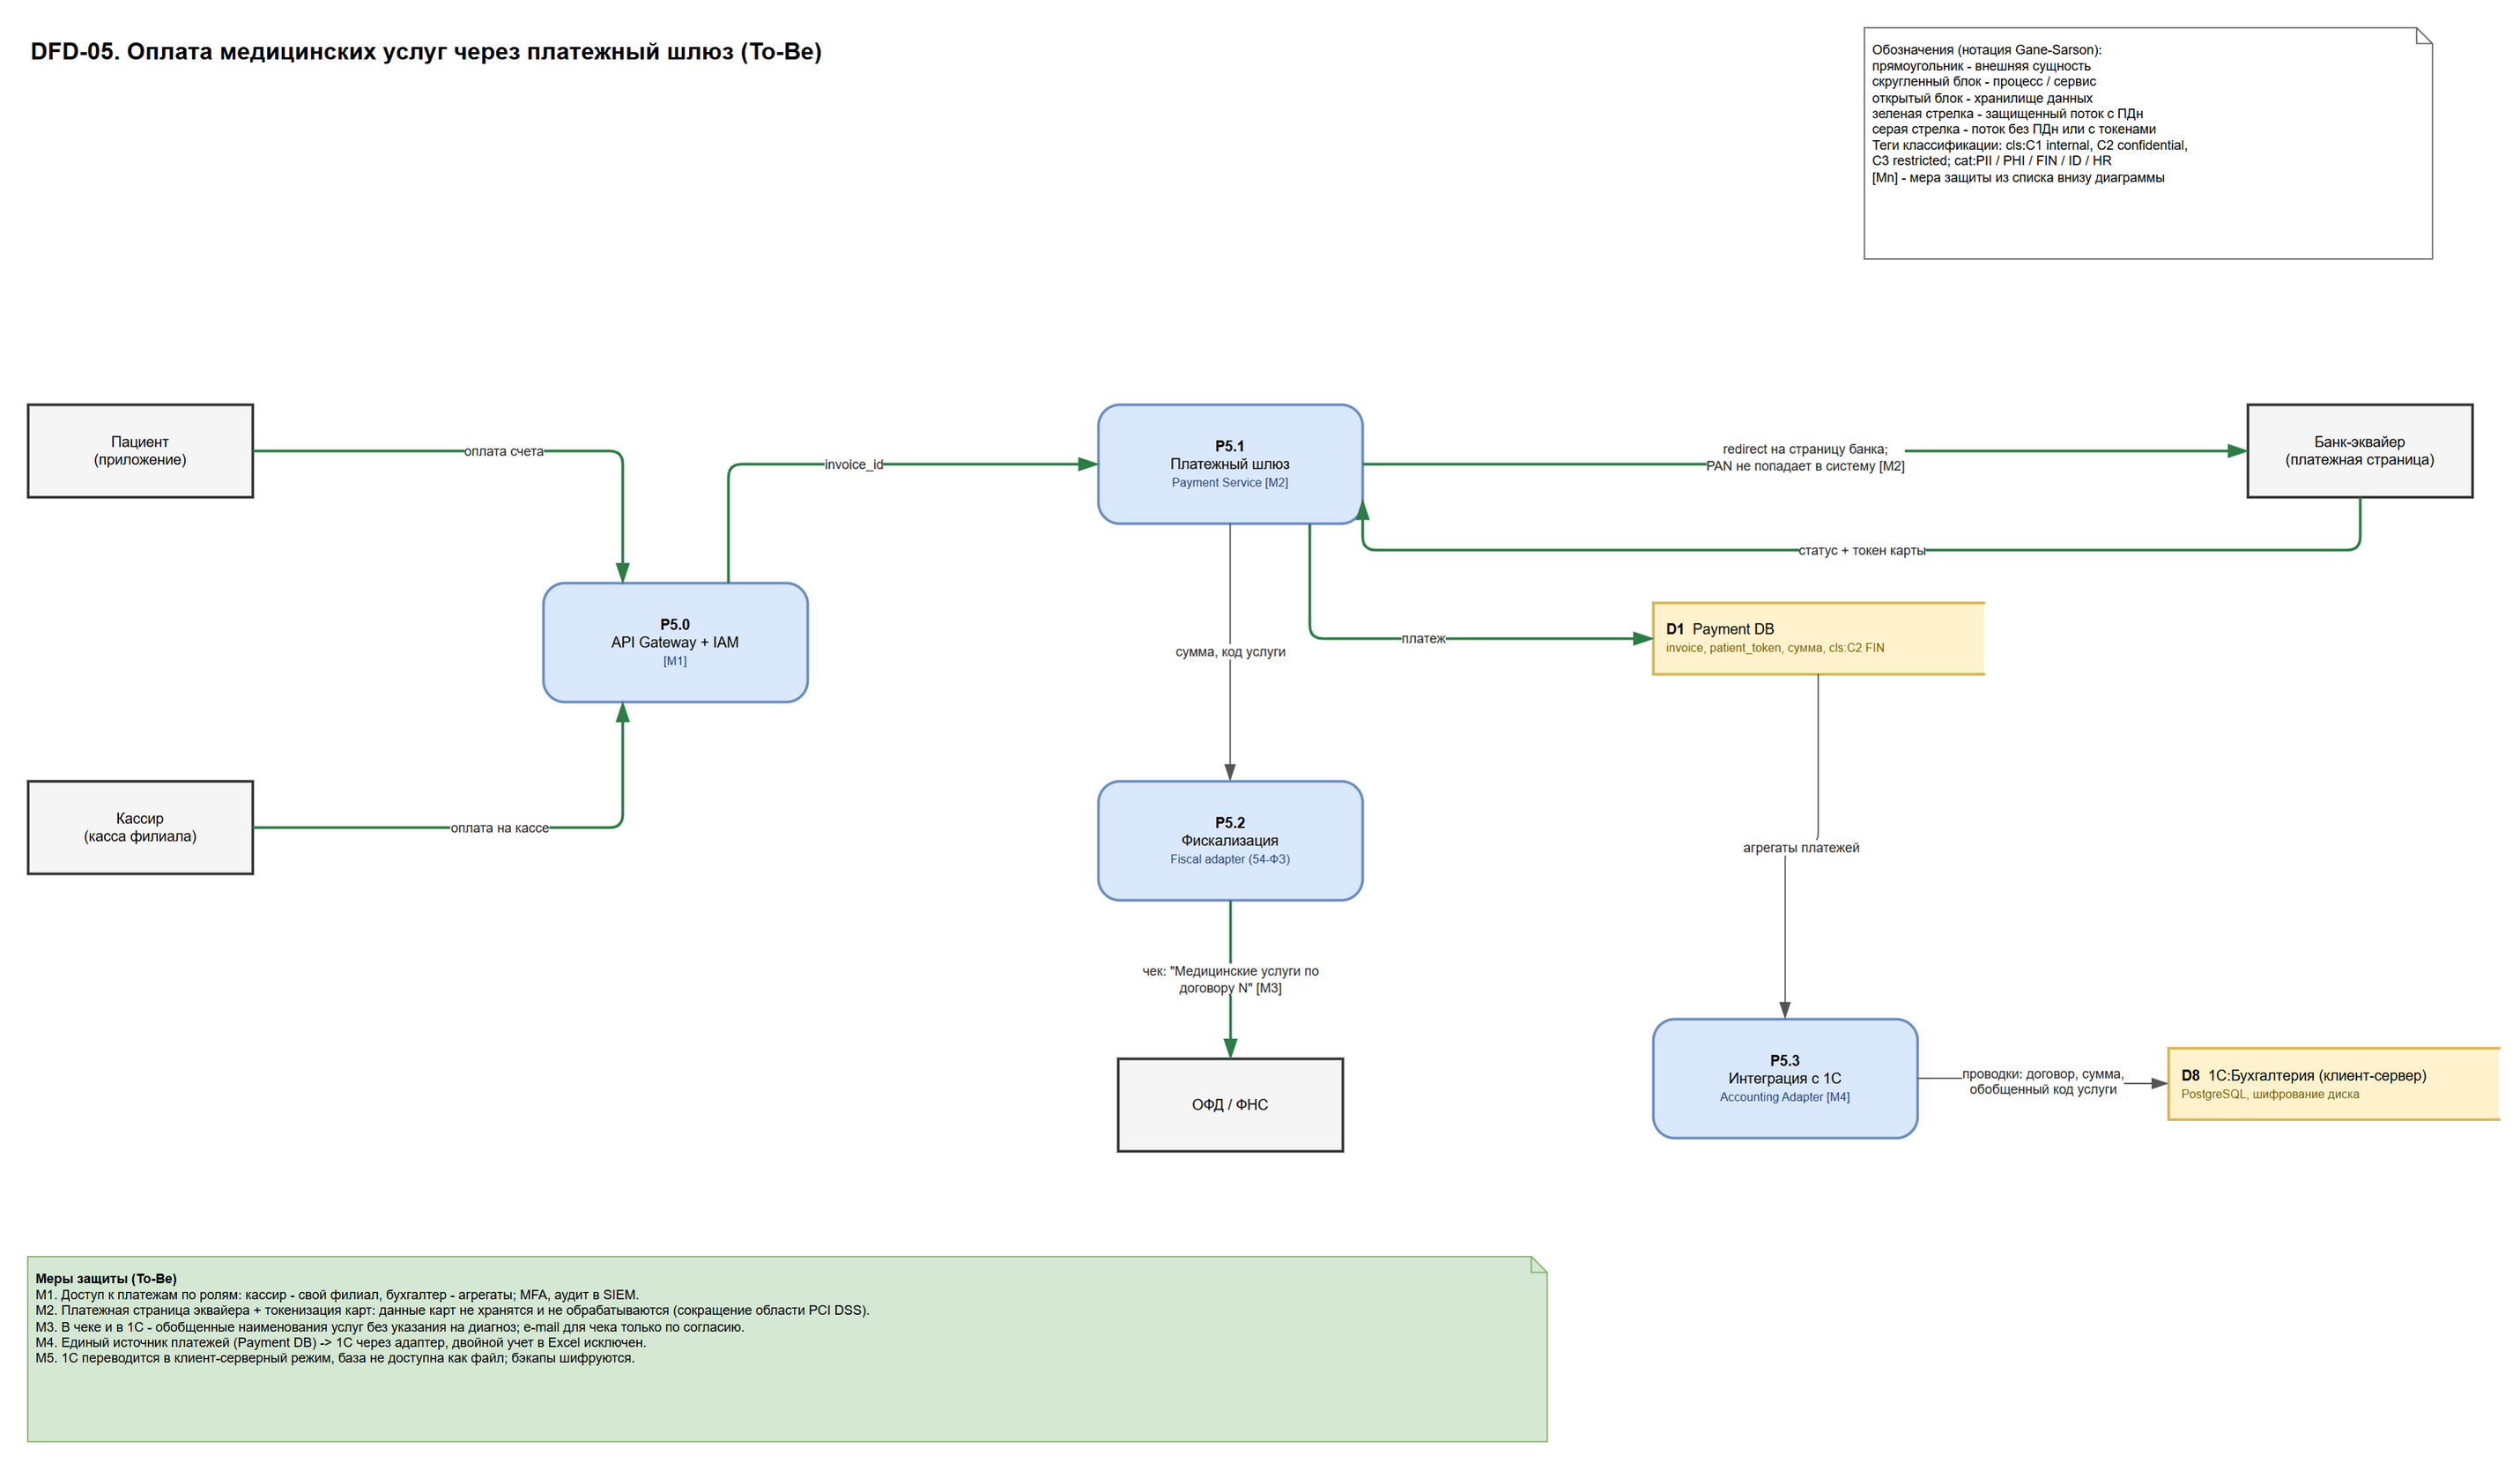 DFD-05. Оплата медицинских услуг через платежный шлюз (To-Be)
Обозначения (нотация Gane-Sarson):
прямоугольник - внешняя сущность
скругленный блок - процесс / сервис
открытый блок - хранилище данных
зеленая стрелка - защищенный поток с ПДн
серая стрелка - поток без ПДн или с токенами
Теги классификации: cls:C1 internal, C2 confidential,
C3 restricted; cat:PII / PHI / FIN / ID / HR
[Mn] - мера защиты из списка внизу диаграммы
Пациент
(приложение)
оплата счета
invoice_id
P5.1
Платежный шлюз
Payment Service [M2]
redirect на страницу банка;
PAN не попадает в систему [M2]
Банк-эквайер
(платежная страница)
статус + токен карты
P5.0
API Gateway + IAM
[M1]
сумма, код услуги
платеж
D1 Payment DB
invoice, patient_token, сумма, cls:C2 FIN
Кассир
(касса филиала)
оплата на кассе
P5.2
Фискализация
Fiscal adapter (54-ФЗ)
агрегаты платежей
чек: "Медицинские услуги по
договору N" [M3]
ОФД / ФНС
P5.3
Интеграция с 1С
Accounting Adapter [M4]
проводки: договор, сумма,
обобщенный код услуги
D8 1С:Бухгалтерия (клиент-сервер)
PostgreSQL, шифрование диска
Меры защиты (To-Be)
M1. Доступ к платежам по ролям: кассир - свой филиал, бухгалтер - агрегаты; MFA, аудит в SIEM.
M2. Платежная страница эквайера + токенизация карт: данные карт не хранятся и не обрабатываются (сокращение области PCI DSS).
M3. В чеке и в 1С - обобщенные наименования услуг без указания на диагноз; e-mail для чека только по согласию.
M4. Единый источник платежей (Payment DB) -> 1С через адаптер, двойной учет в Excel исключен.
M5. 1С переводится в клиент-серверный режим, база не доступна как файл; бэкапы шифруются.